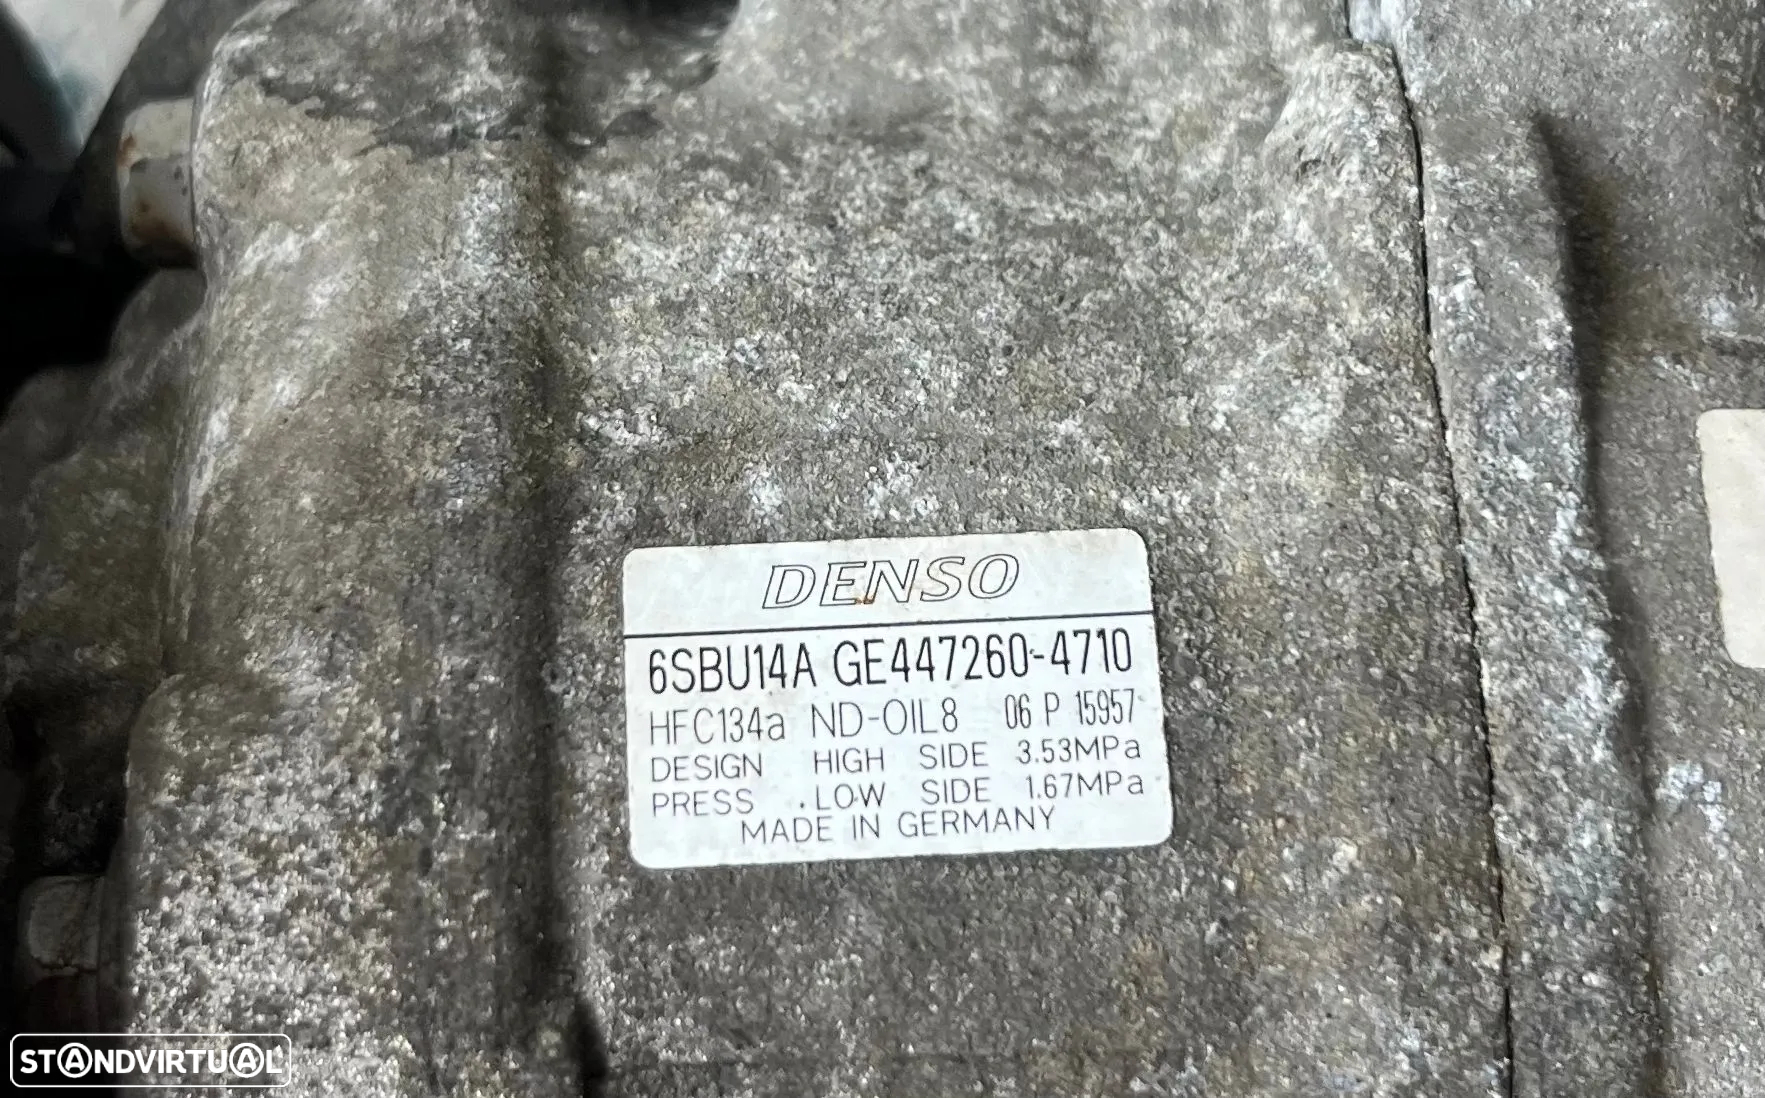 DENSO
6SBU14A GE447260-4710
HFC134a ND-OIL8 06 P 15957
DESIGN HIGH SIDE 3.53MPa
PRESS .LOW SIDE 1.67MPa
MADE IN GERMANY
STANDVIRTUAL